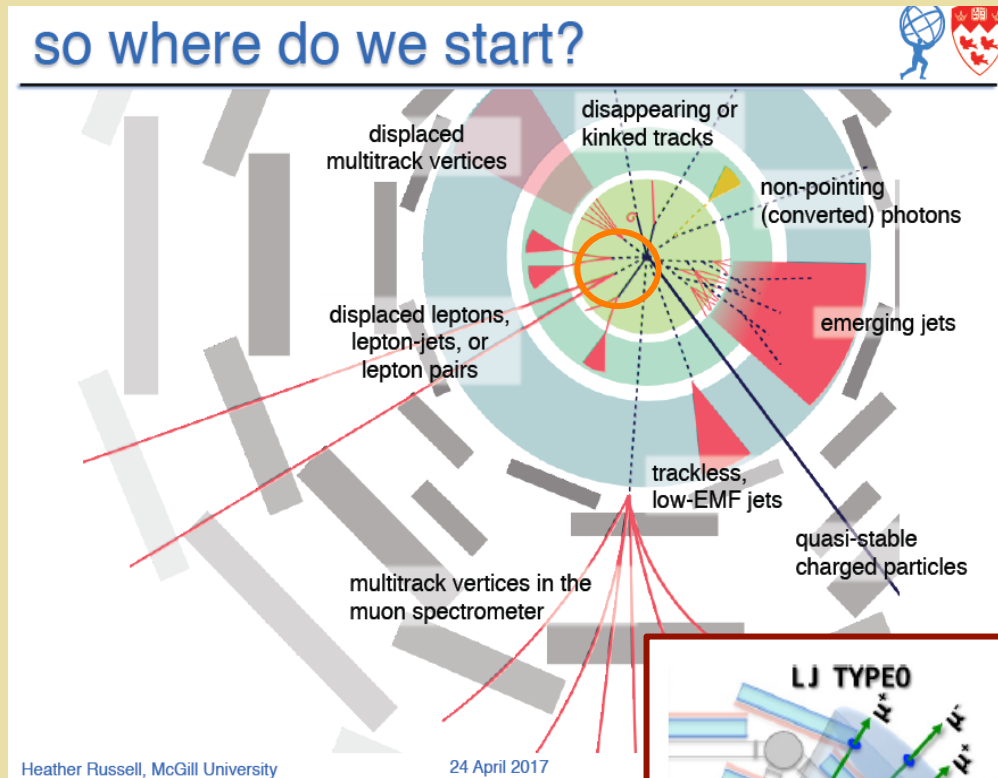 so where do we start?
disappearing or
kinked tracks
displaced
multitrack vertices
non-pointing
(converted) photons
emerging jets
displaced leptons,
lepton-jets, or
lepton pairs
trackless,
low-EMF jets
quasi-stable
charged particles
multitrack vertices in the
muon spectrometer
LJ TYPE0
μ⁺
μ⁻
μ⁺
Heather Russell, McGill University
24 April 2017